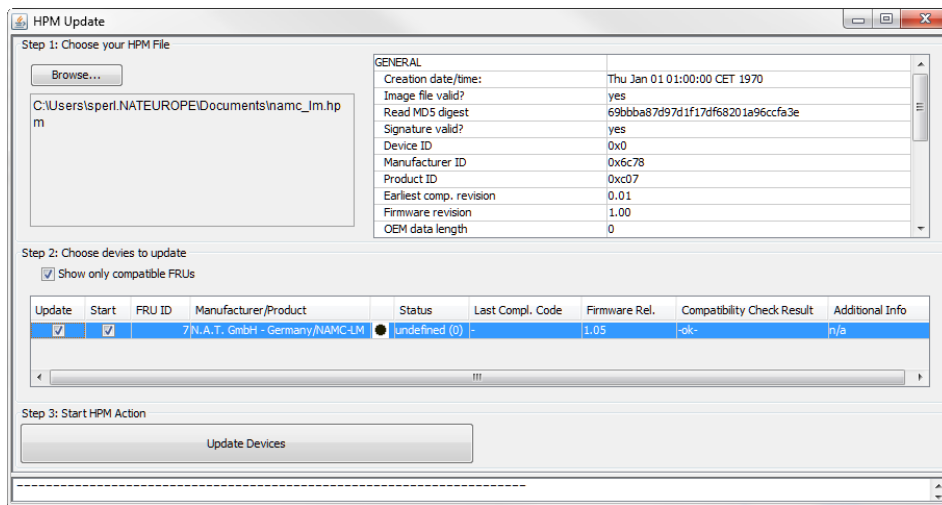 HPM Update
Step 1: Choose your HPM File
Browse...
C:\Users\sperl.NATEUROPE\Documents\namc_lm.hp
m
GENERAL
Creation date/time: Thu Jan 01 01:00:00 CET 1970
Image file valid? yes
Read MD5 digest 69bbba87d97d1f17df68201a96ccfa3e
Signature valid? yes
Device ID 0x0
Manufacturer ID 0x6c78
Product ID 0xc07
Earliest comp. revision 0.01
Firmware revision 1.00
OEM data length 0
Step 2: Choose devies to update
Show only compatible FRUs
Update Start FRU ID Manufacturer/Product Status Last Compl. Code Firmware Rel. Compatibility Check Result Additional Info
7 N.A.T. GmbH - Germany/NAMC-LM undefined (0) - 1.05 -ok- n/a
Step 3: Start HPM Action
Update Devices
----------------------------------------------------------------------